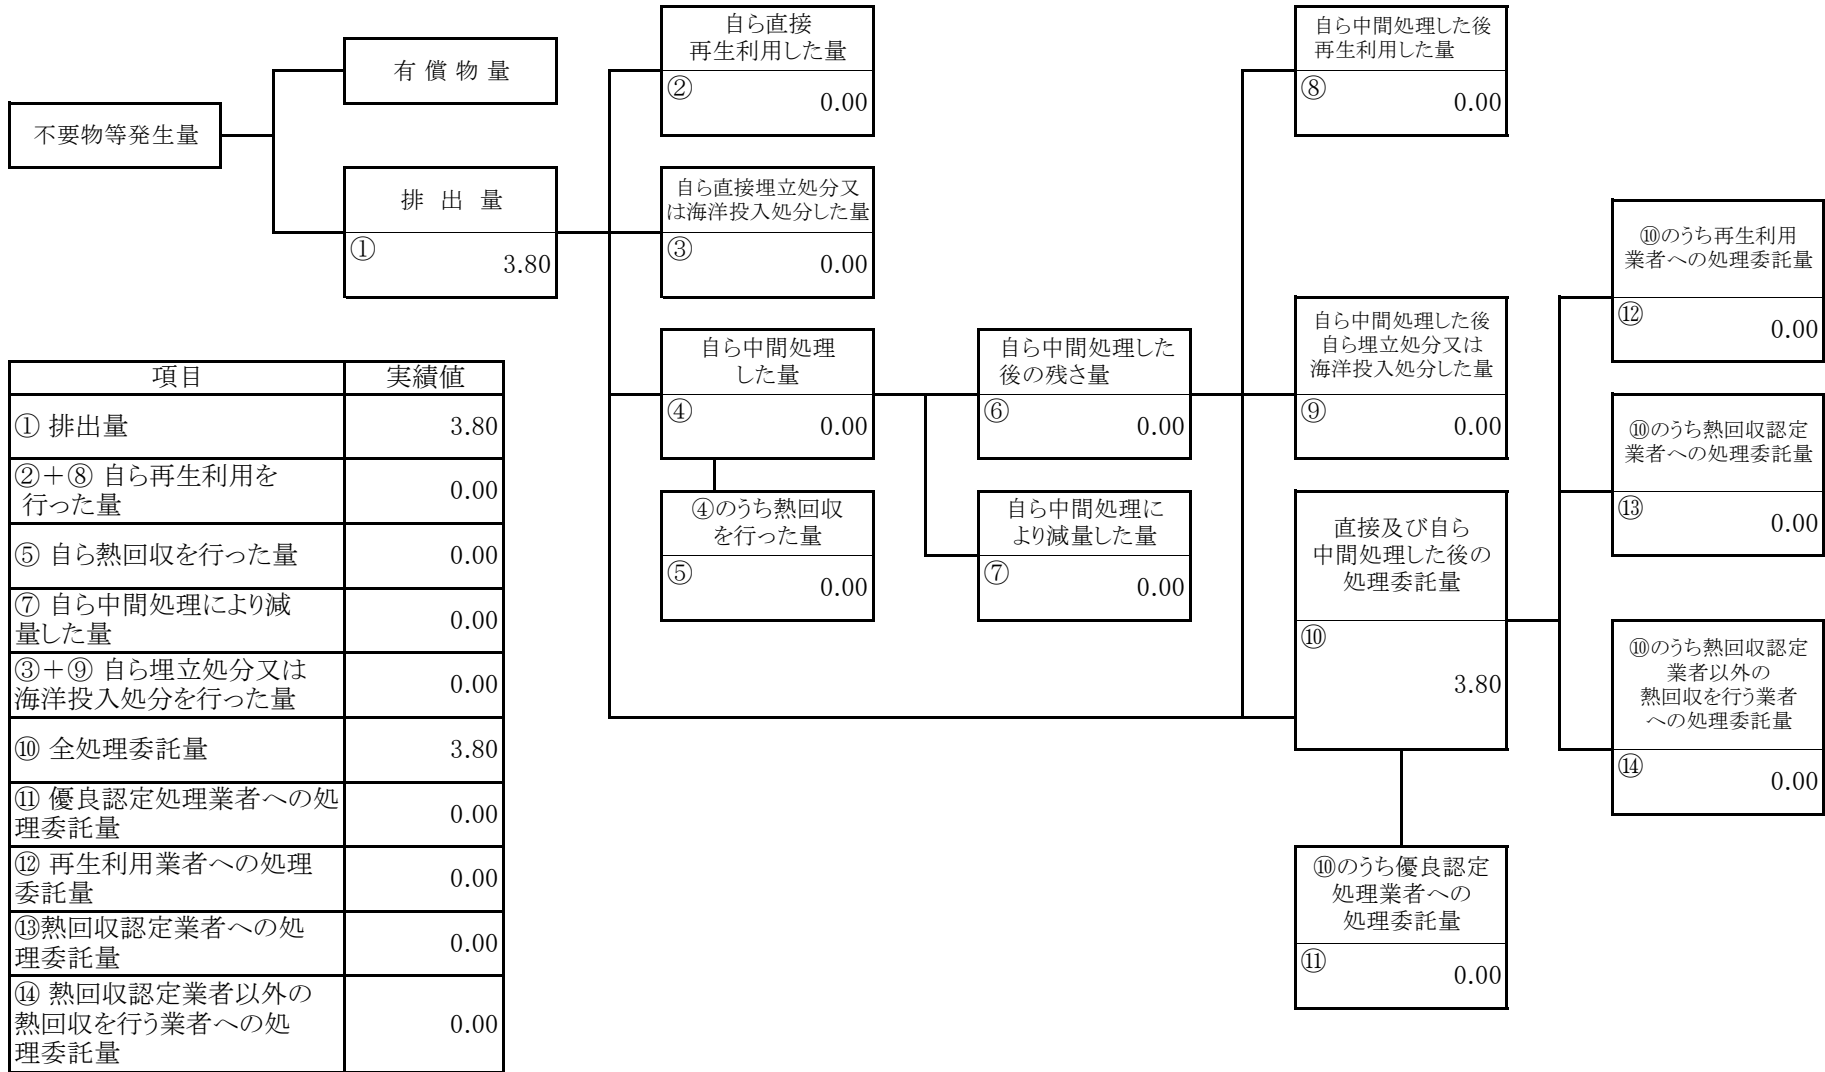 自ら直接
再生利用した量
②
0.00
自ら中間処理した後
再生利用した量
⑧
0.00
有 償 物 量
不要物等発生量
排 出 量
①
3.80
自ら直接埋立処分又
は海洋投入処分した量
③
0.00
⑩のうち再生利用
業者への処理委託量
⑫
0.00
自ら中間処理
した量
④
0.00
自ら中間処理した
後の残さ量
⑥
0.00
自ら中間処理した後
自ら埋立処分又は
海洋投入処分した量
⑨
0.00
⑩のうち熱回収認定
業者への処理委託量
⑬
0.00
④のうち熱回収
を行った量
⑤
0.00
自ら中間処理に
より減量した量
⑦
0.00
直接及び自ら
中間処理した後の
処理委託量
⑩
3.80
⑩のうち熱回収認定
業者以外の
熱回収を行う業者
への処理委託量
⑭
0.00
⑩のうち優良認定
処理業者への
処理委託量
⑪
0.00
項目 実績値
① 排出量 3.80
②＋⑧ 自ら再生利用を
行った量 0.00
⑤ 自ら熱回収を行った量 0.00
⑦ 自ら中間処理により減
量した量 0.00
③＋⑨ 自ら埋立処分又は
海洋投入処分を行った量 0.00
⑩ 全処理委託量 3.80
⑪ 優良認定処理業者への処
理委託量 0.00
⑫ 再生利用業者への処理
委託量 0.00
⑬熱回収認定業者への処
理委託量 0.00
⑭ 熱回収認定業者以外の
熱回収を行う業者への処
理委託量 0.00